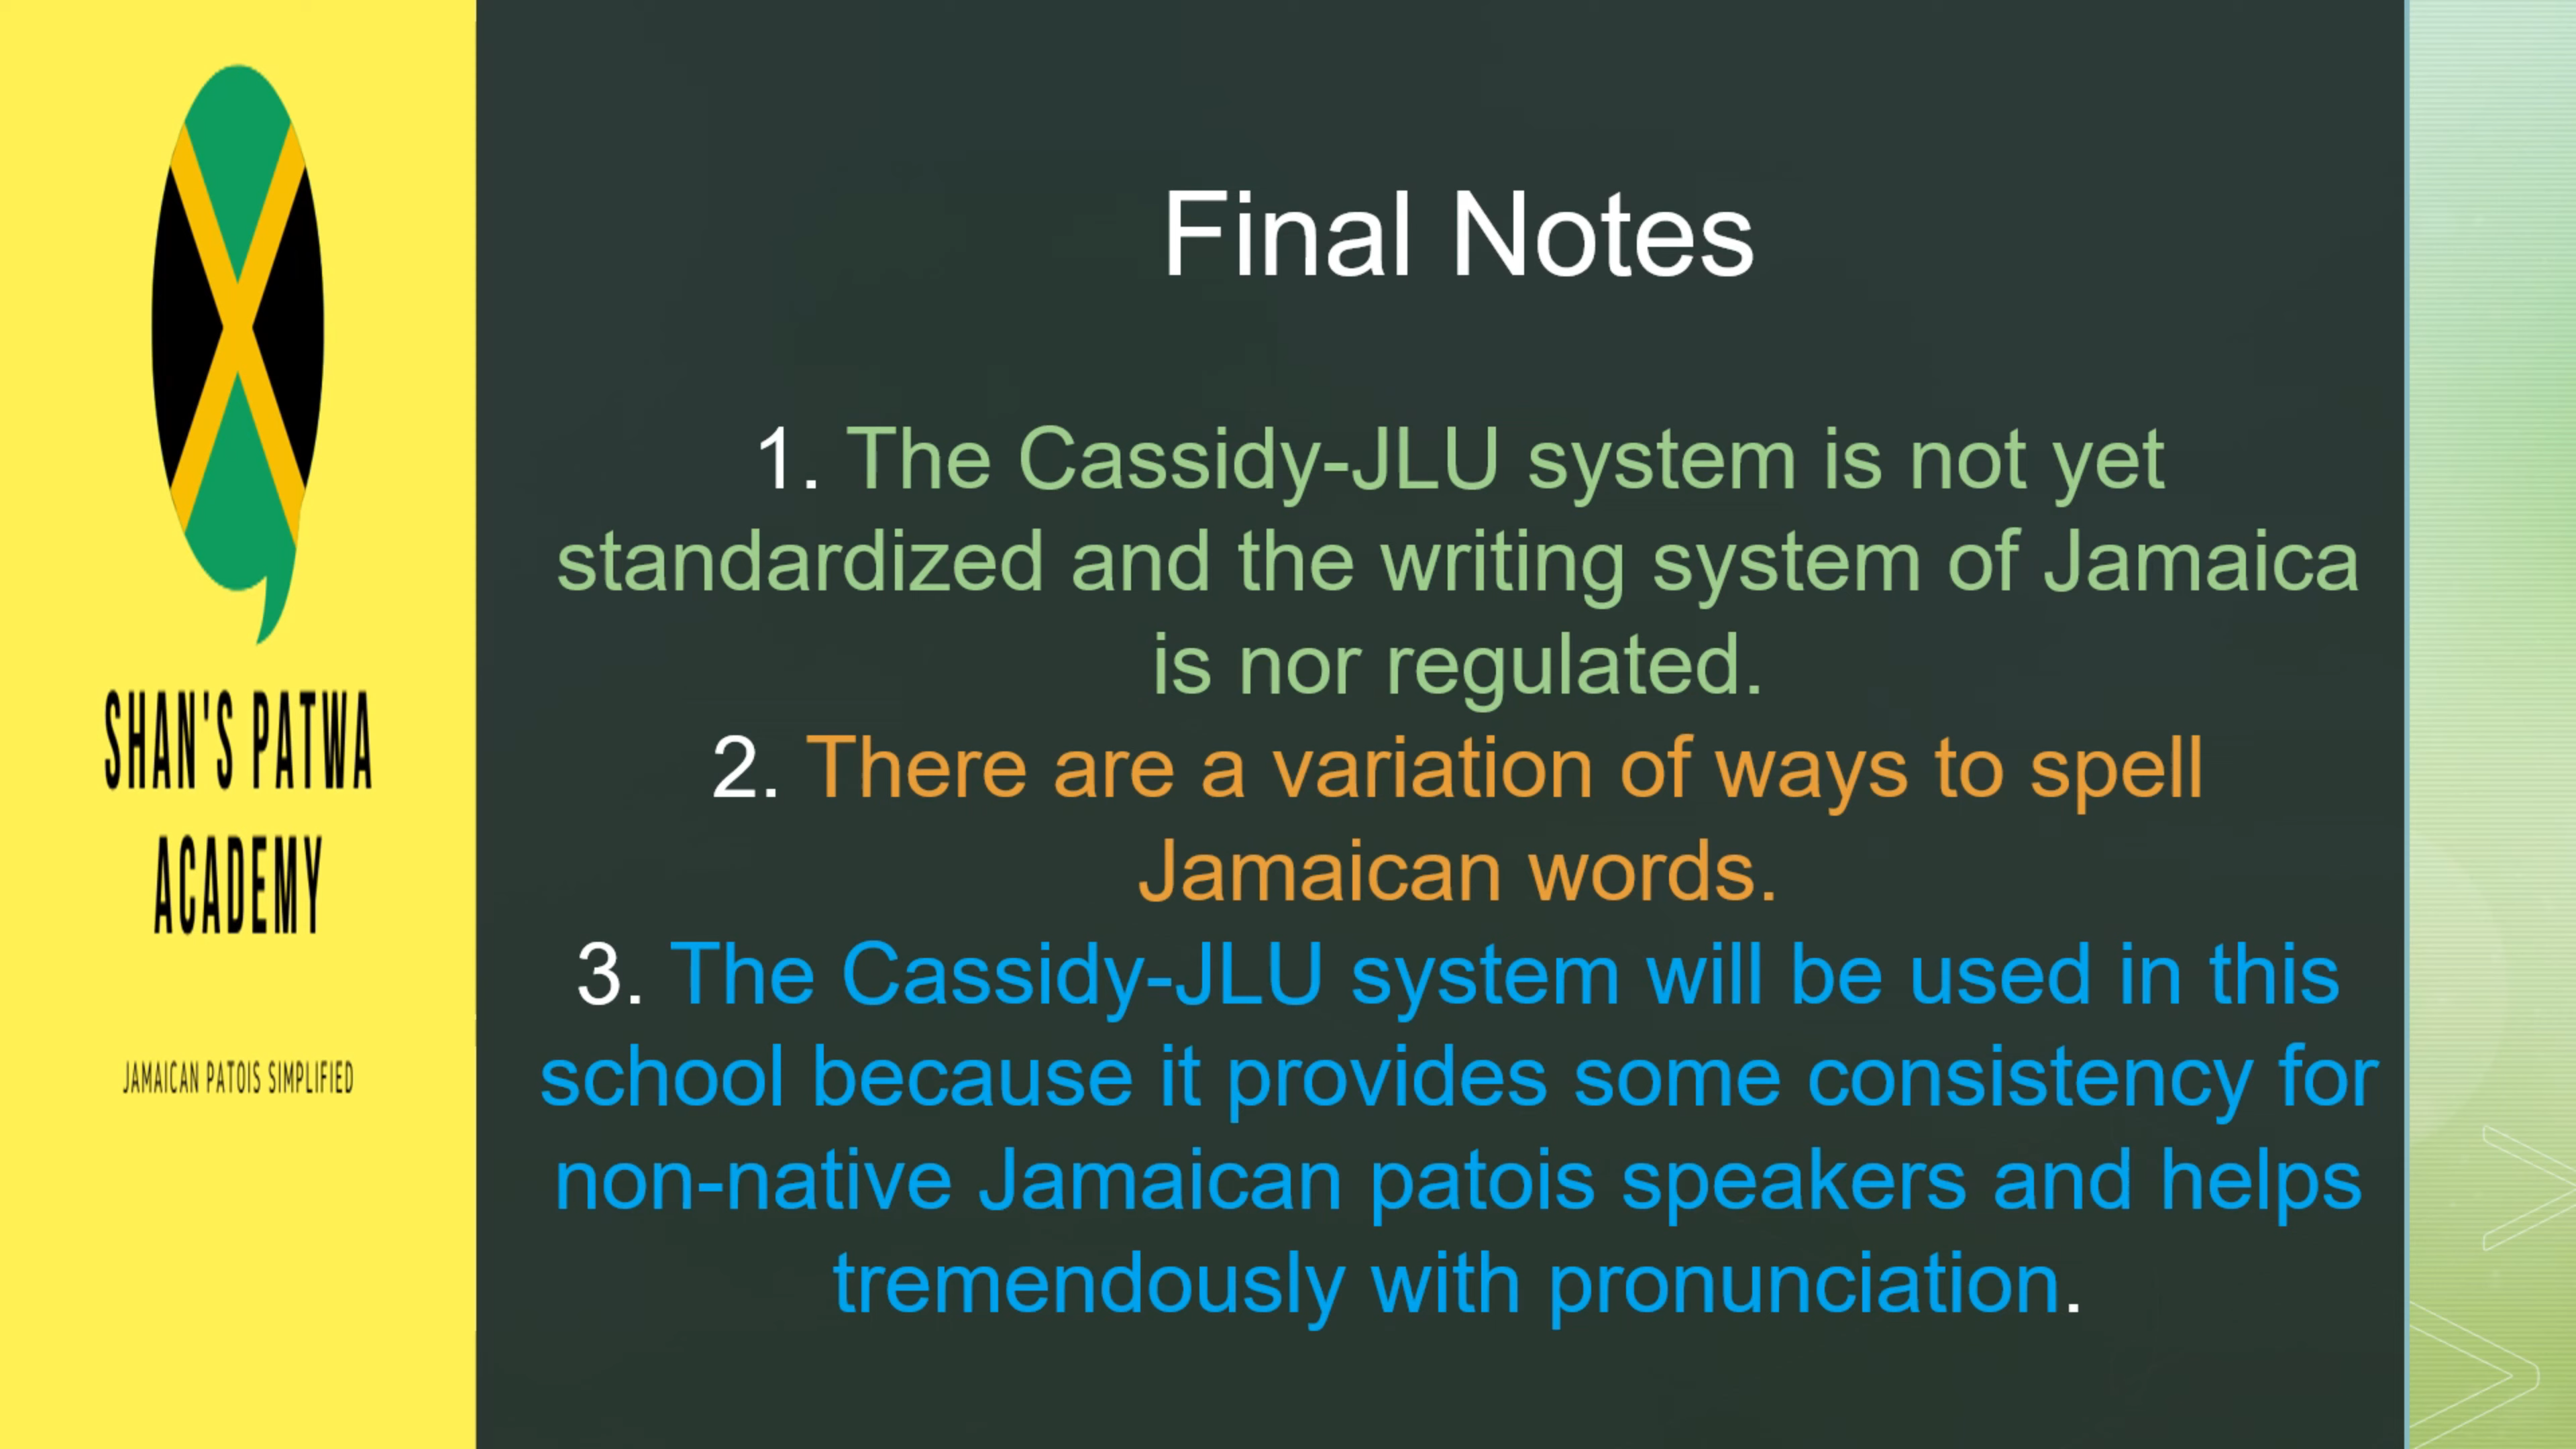 SHAN'S PATWA
ACADEMY
JAMAICAN PATOIS SIMPLIFIED
Final Notes
1. The Cassidy-JLU system is not yet
standardized and the writing system of Jamaica
is nor regulated.
2. There are a variation of ways to spell
Jamaican words.
3. The Cassidy-JLU system will be used in this
school because it provides some consistency for
non-native Jamaican patois speakers and helps
tremendously with pronunciation.